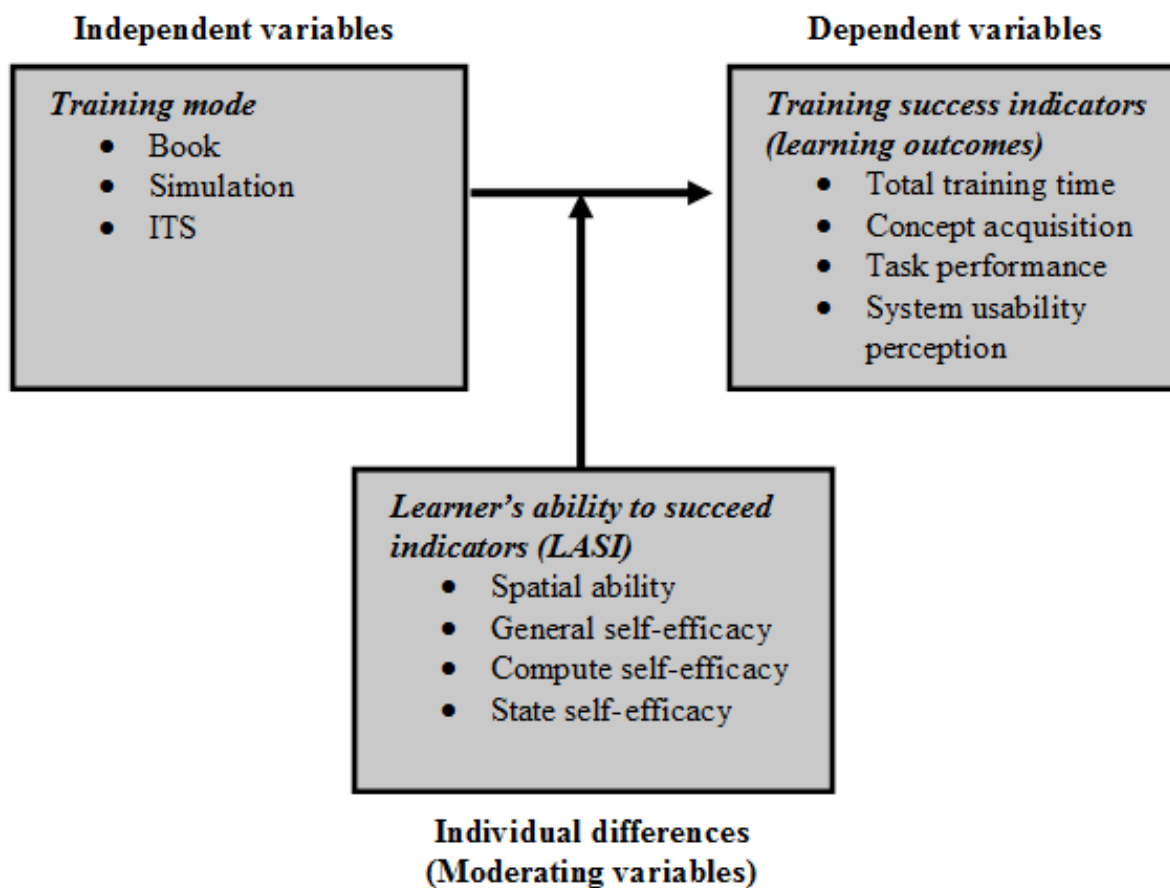 Independent variables
Training mode
• Book
• Simulation
• ITS
Dependent variables
Training success indicators
(learning outcomes)
• Total training time
• Concept acquisition
• Task performance
• System usability
perception
Learner's ability to succeed
indicators (LASI)
• Spatial ability
• General self-efficacy
• Compute self-efficacy
• State self-efficacy
Individual differences
(Moderating variables)